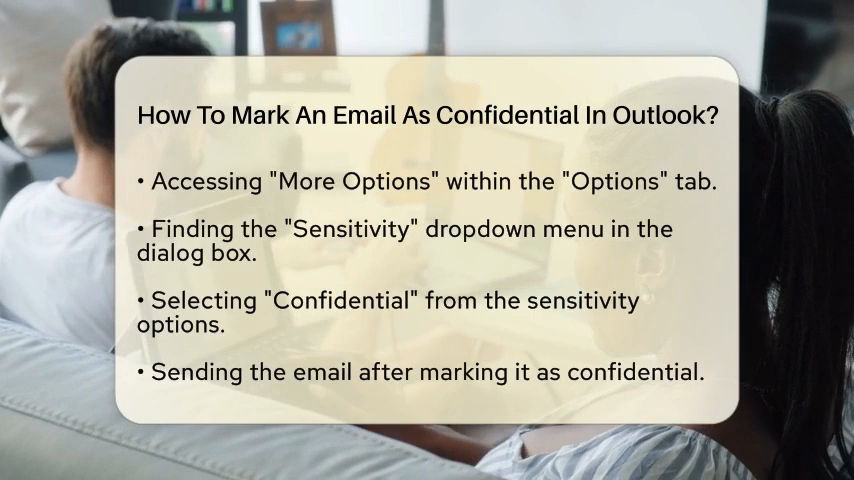 How To Mark An Email As Confidential In Outlook?
• Accessing "More Options" within the "Options" tab.
• Finding the "Sensitivity" dropdown menu in the
dialog box.
• Selecting "Confidential" from the sensitivity
options.
• Sending the email after marking it as confidential.